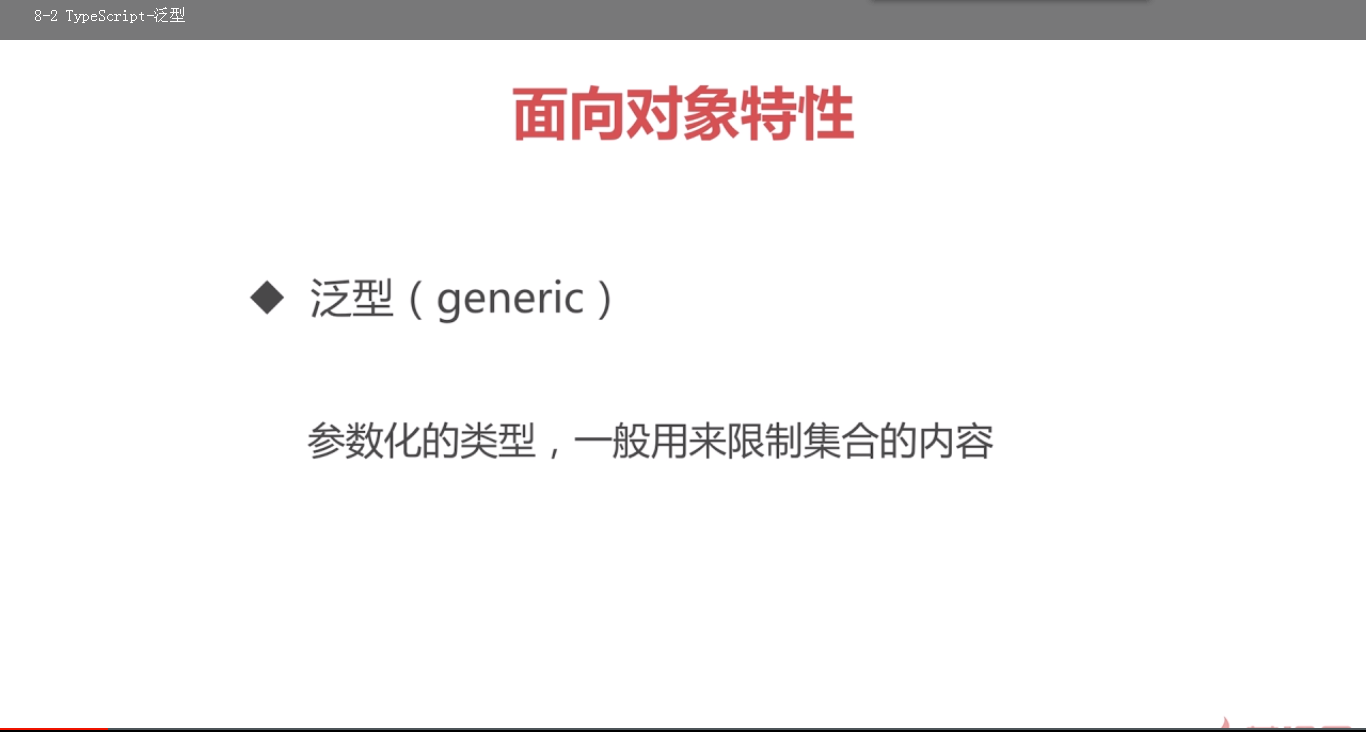 8-2 TypeScript-泛型
面向对象特性
◆ 泛型（generic）
参数化的类型，一般用来限制集合的内容